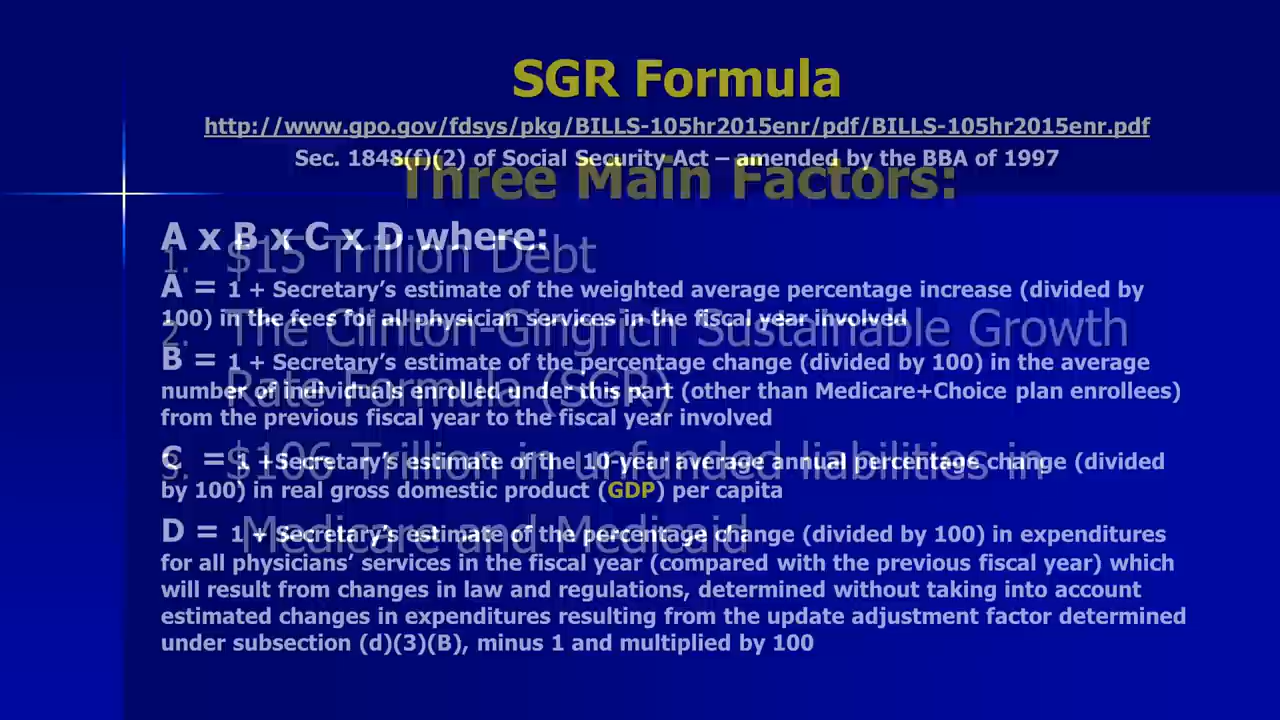 SGR Formula
http://www.gpo.gov/fdsys/pkg/BILLS-105hr2015enr/pdf/BILLS-105hr2015enr.pdf
Sec. 1848(f)(2) of Social Security Act – amended by the BBA of 1997
Three Main Factors:
A x B x C x D where:
1. $15 Trillion Debt
A = 1 + Secretary's estimate of the weighted average percentage increase (divided by
100) in the fees for all physician services in the fiscal year involved
2. The Clinton-Gingrich Sustainable Growth
B = 1 + Secretary's estimate of the percentage change (divided by 100) in the average
Rate Formula (SGR)
number of individuals enrolled under this part (other than Medicare+Choice plan enrollees)
from the previous fiscal year to the fiscal year involved
C = 1 +Secretary's estimate of the 10-year average annual percentage change (divided
3. $106 Trillion in unfunded liabilities in
by 100) in real gross domestic product (GDP) per capita
D = 1 + Secretary's estimate of the percentage change (divided by 100) in expenditures
Medicare and Medicaid
for all physicians' services in the fiscal year (compared with the previous fiscal year) which
will result from changes in law and regulations, determined without taking into account
estimated changes in expenditures resulting from the update adjustment factor determined
under subsection (d)(3)(B), minus 1 and multiplied by 100